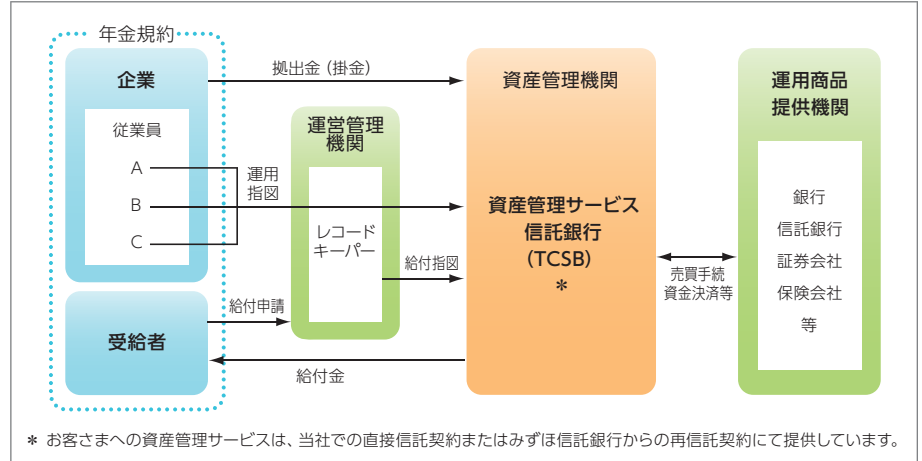 年金規約
企業
従業員
A
B
C
受給者
拠出金（掛金）
運用
指図
運営管理
機関
レコード
キーパー
給付指図
給付申請
給付金
資産管理機関
資産管理サービス
信託銀行
（TCSB）
＊
売買手続
資金決済等
運用商品
提供機関
銀行
信託銀行
証券会社
保険会社
等
＊ お客さまへの資産管理サービスは、当社での直接信託契約またはみずほ信託銀行からの再信託契約にて提供しています。